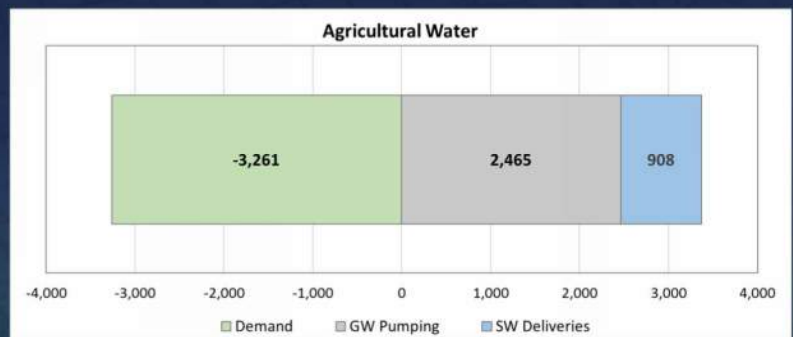 Agricultural Water
-3,261 2,465 908
-4,000 -3,000 -2,000 -1,000 0 1,000 2,000 3,000 4,000
Demand GW Pumping SW Deliveries